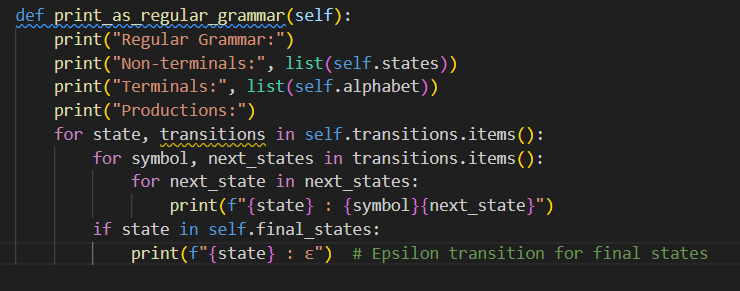 def print_as_regular_grammar(self):
    print("Regular Grammar:")
    print("Non-terminals:", list(self.states))
    print("Terminals:", list(self.alphabet))
    print("Productions:")
    for state, transitions in self.transitions.items():
        for symbol, next_states in transitions.items():
            for next_state in next_states:
                print(f"{state} : {symbol}{next_state}")
        if state in self.final_states:
            print(f"{state} : ε")  # Epsilon transition for final states